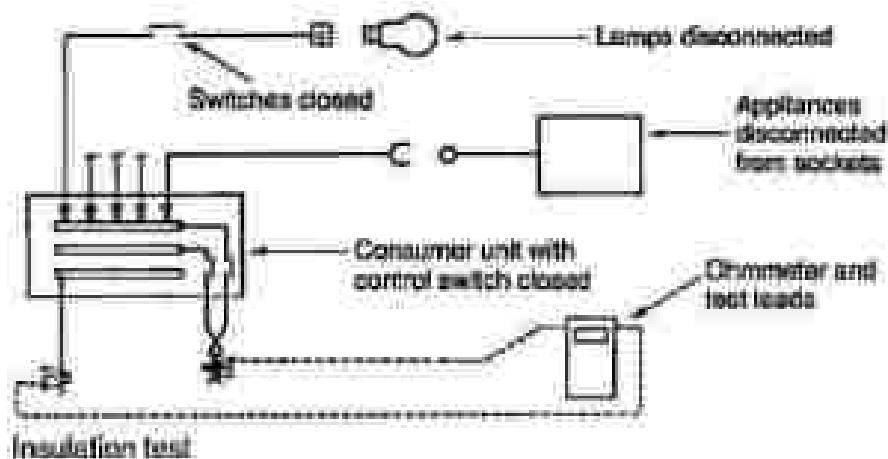 Lamps disconnected
Switches closed
Appliances
disconnected
from sockets
Consumer unit with
control switch closed
Ohmmeter and
test leads
Insulation test